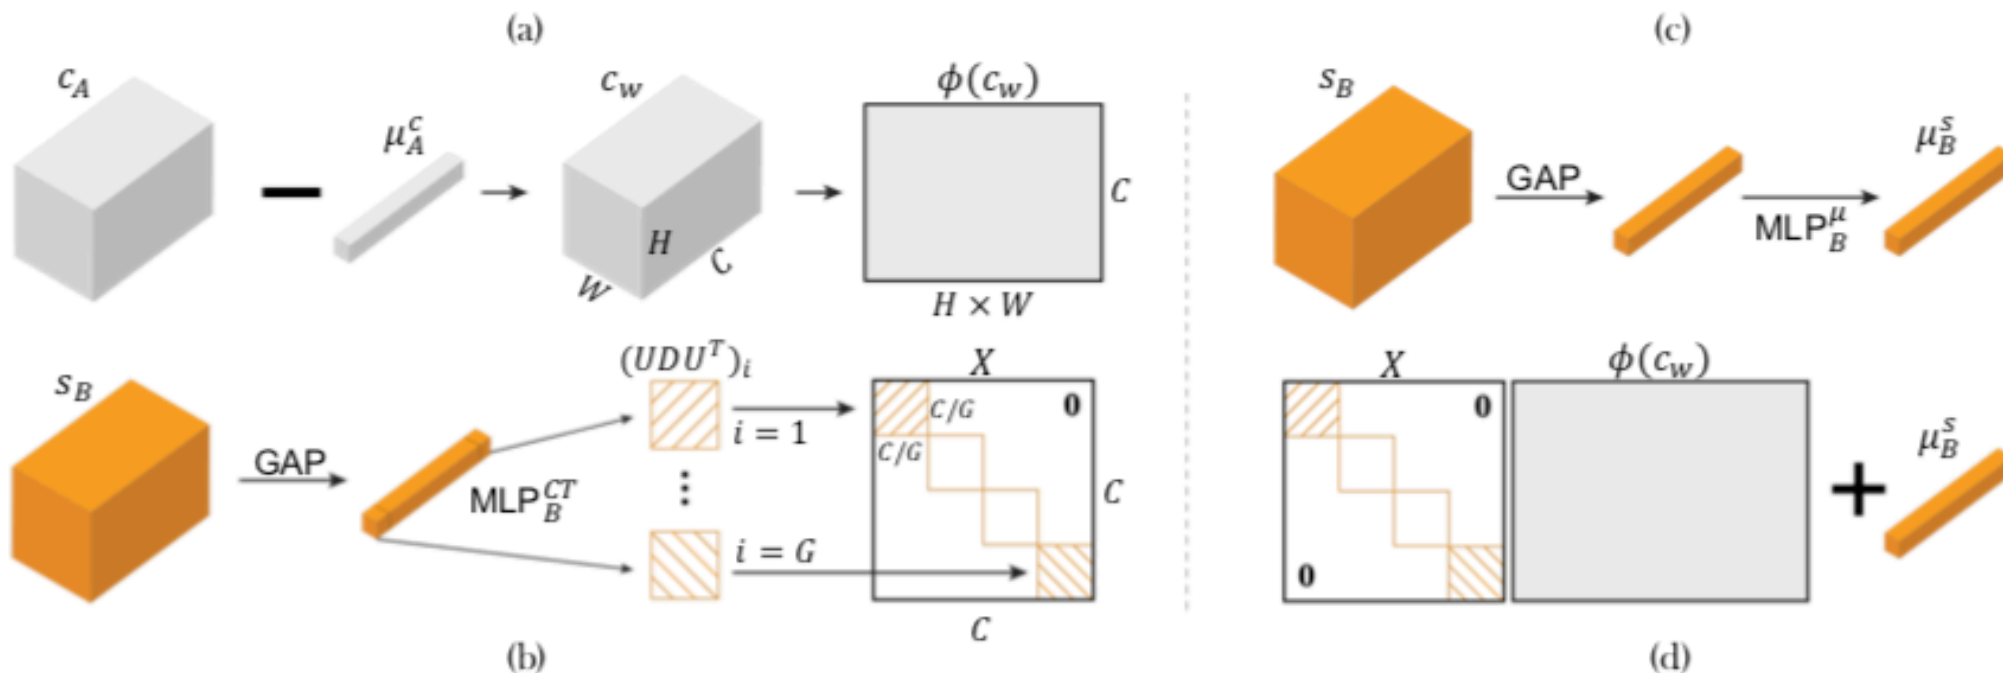 (a)
(c)
c_A
μ_A^c
c_w
ϕ(c_w)
H
W
C
C
H × W
s_B
GAP
MLP_B^μ
μ_B^s
s_B
GAP
MLP_B^{CT}
(UDU^T)_i
i = 1
⋮
i = G
X
C/G
C/G
0
C
C
X
0
0
ϕ(c_w)
μ_B^s
(b)
(d)